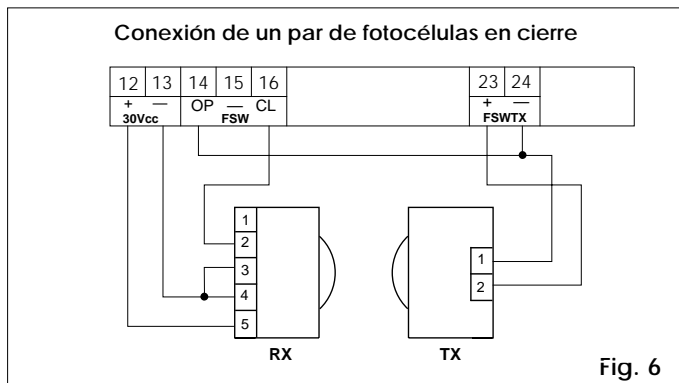 Conexión de un par de fotocélulas en cierre
12 13 14 15 16 23 24
+ — OP — CL + —
30Vcc FSW FSWTX
1
2
3
4
5
1
2
RX TX
Fig. 6